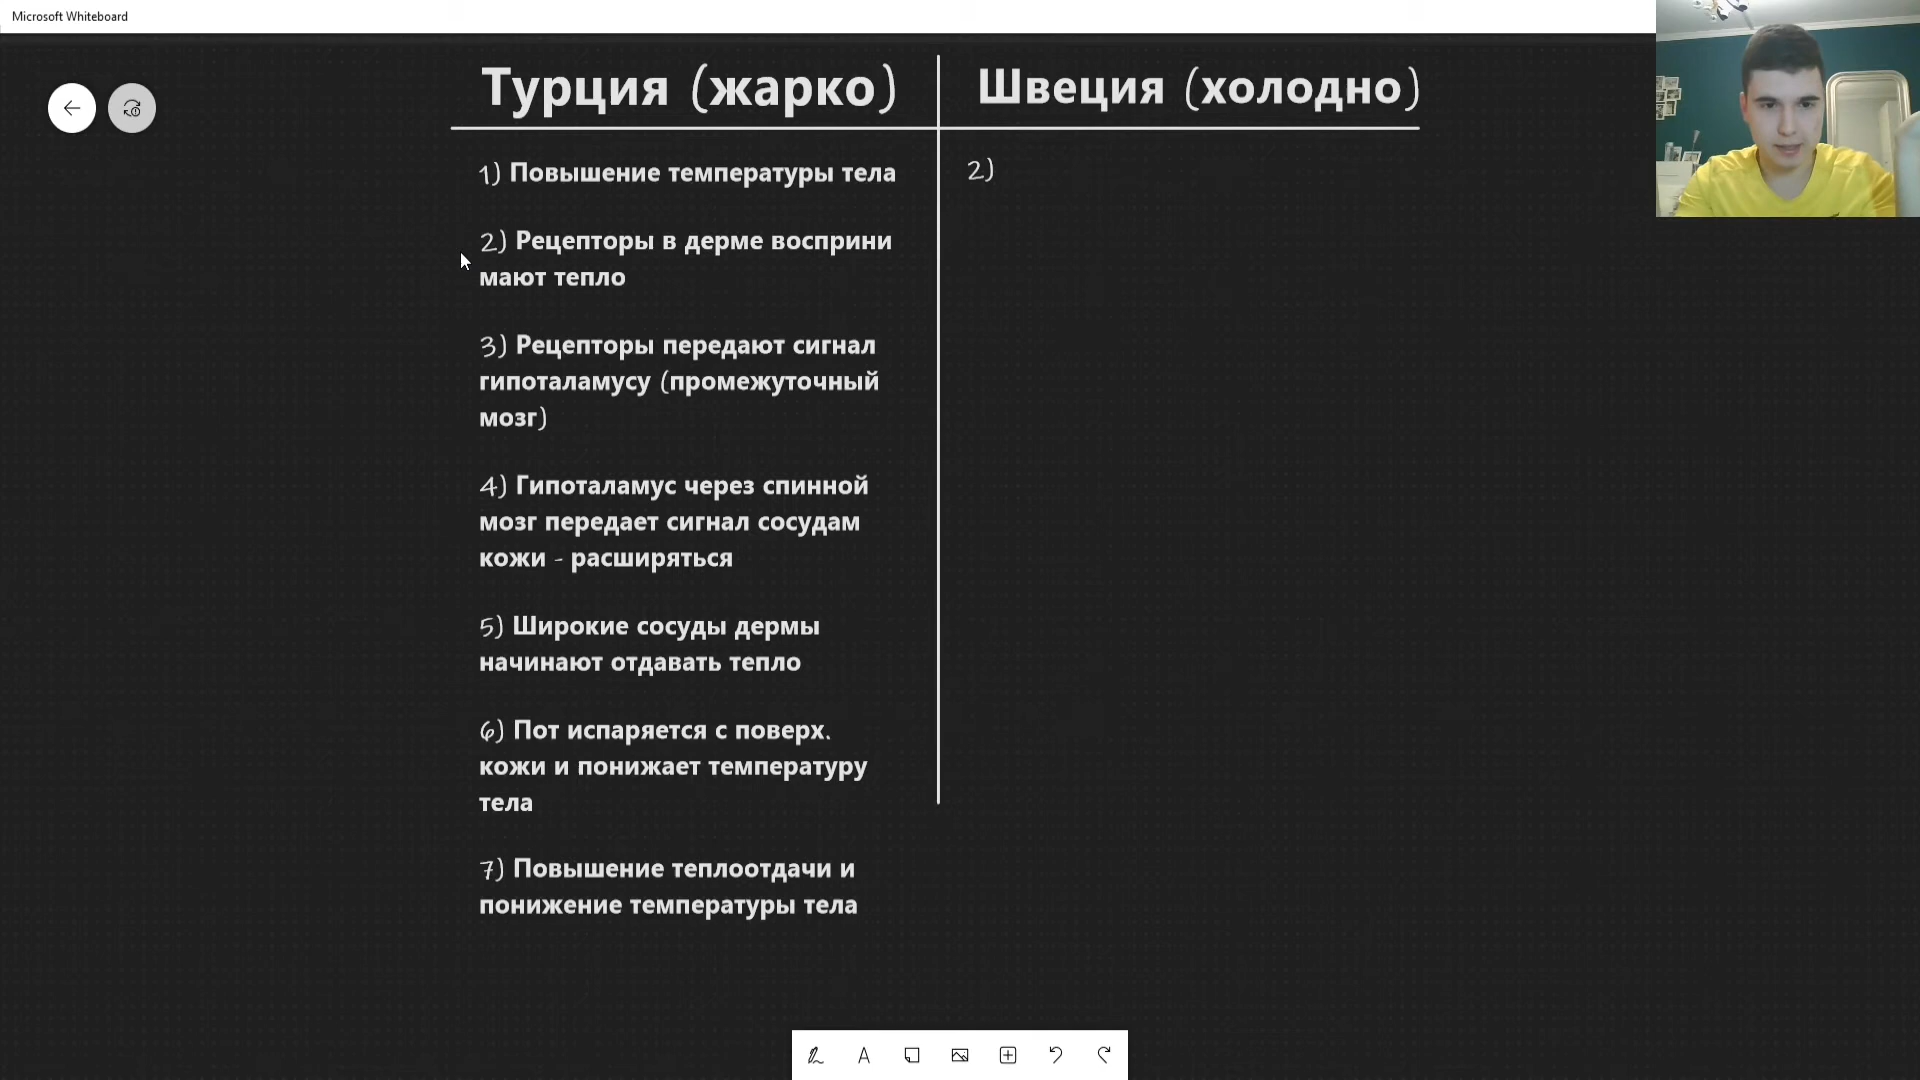 Microsoft Whiteboard
Турция (жарко)
Швеция (холодно)
1) Повышение температуры тела
2) Рецепторы в дерме восприни
мают тепло
3) Рецепторы передают сигнал
гипоталамусу (промежуточный
мозг)
4) Гипоталамус через спинной
мозг передает сигнал сосудам
кожи - расширяться
5) Широкие сосуды дермы
начинают отдавать тепло
6) Пот испаряется с поверх.
кожи и понижает температуру
тела
7) Повышение теплоотдачи и
понижение температуры тела
2)